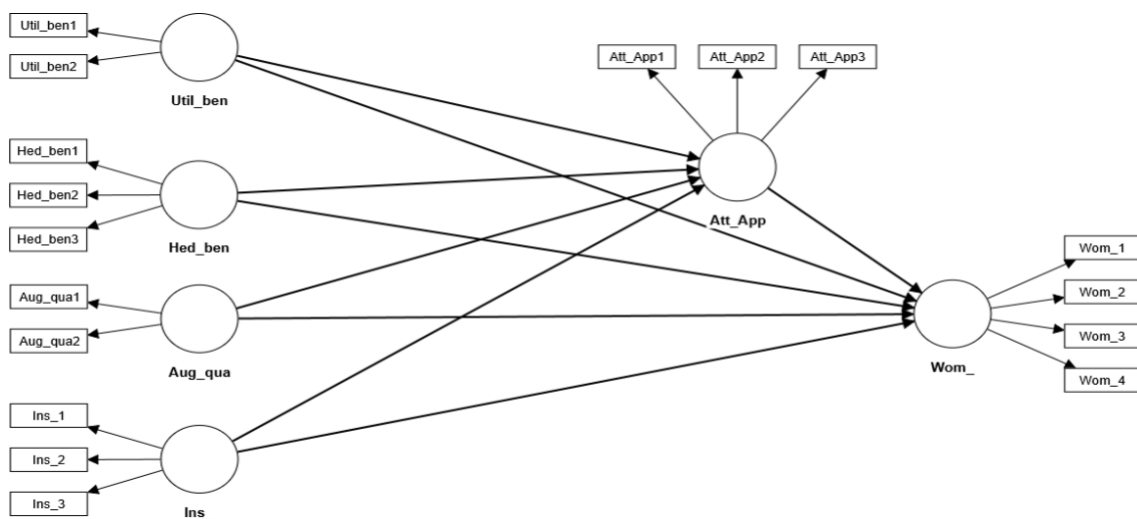 Util_ben1
Util_ben2
Util_ben
Hed_ben1
Hed_ben2
Hed_ben3
Hed_ben
Aug_qua1
Aug_qua2
Aug_qua
Ins_1
Ins_2
Ins_3
Ins
Att_App1
Att_App2
Att_App3
Att_App
Wom_1
Wom_2
Wom_3
Wom_4
Wom_